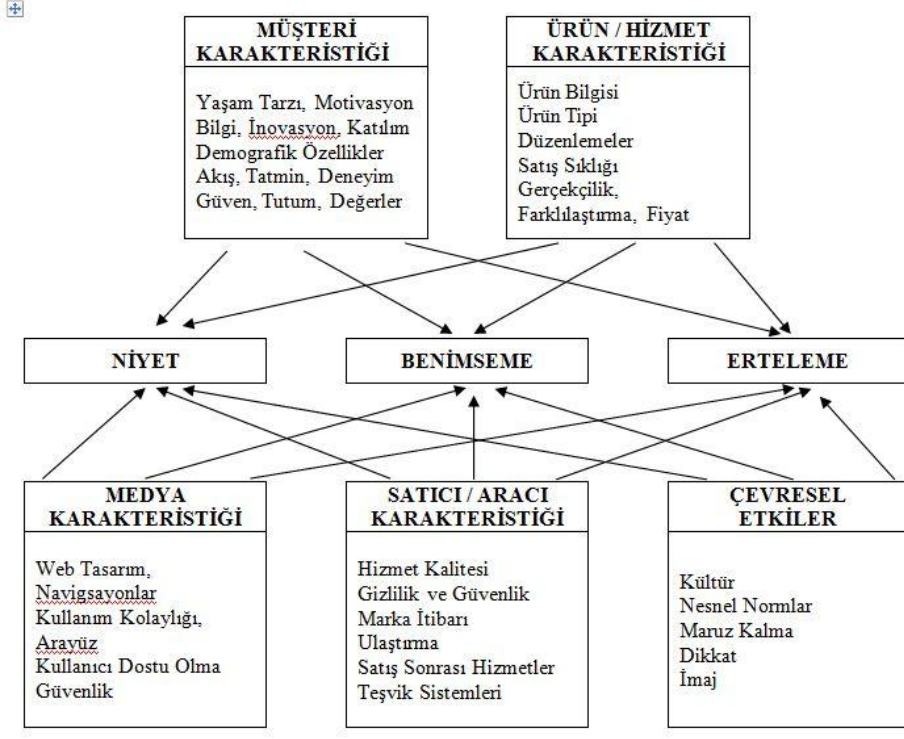 MÜŞTERİ
KARAKTERİSTİĞİ
Yaşam Tarzı, Motivasyon
Bilgi, İnovasyon, Katılım
Demografik Özellikler
Akış, Tatmin, Deneyim
Güven, Tutum, Değerler
ÜRÜN / HİZMET
KARAKTERİSTİĞİ
Ürün Bilgisi
Ürün Tipi
Düzenlemeler
Satış Sıklığı
Gerçekçilik,
Farklılaştırma, Fiyat
NİYET
BENİMSEME
ERTELEME
MEDYA
KARAKTERİSTİĞİ
Web Tasarım,
Navigsayonlar
Kullanım Kolaylığı,
Arayüz
Kullanıcı Dostu Olma
Güvenlik
SATICI / ARACI
KARAKTERİSTİĞİ
Hizmet Kalitesi
Gizlilik ve Güvenlik
Marka İtibarı
Ulaştırma
Satış Sonrası Hizmetler
Teşvik Sistemleri
ÇEVRESEL
ETKİLER
Kültür
Nesnel Normlar
Maruz Kalma
Dikkat
İmaj